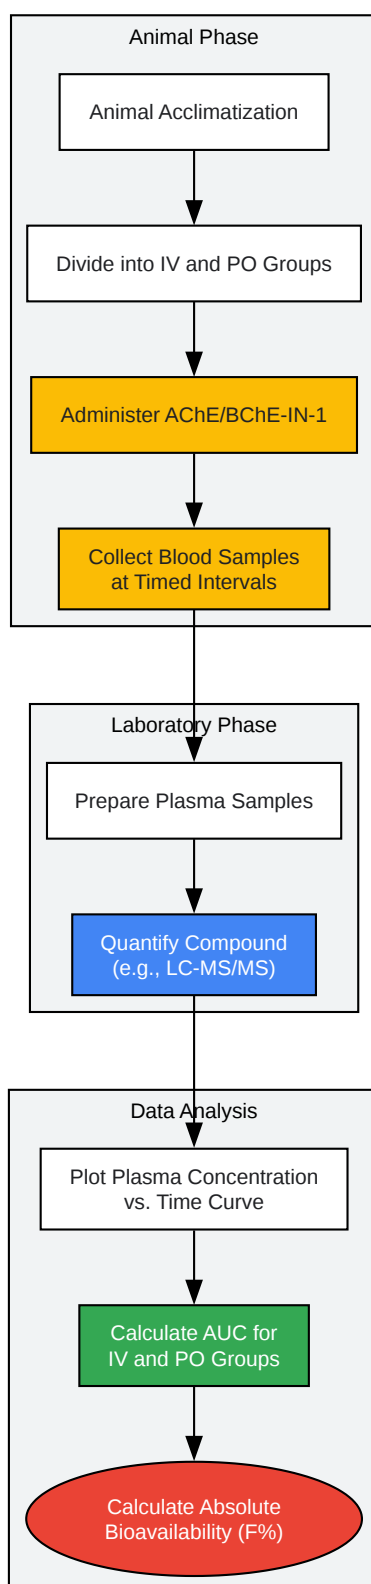 Animal Phase
Animal Acclimatization
Divide into IV and PO Groups
Administer AChE/BChE-IN-1
Collect Blood Samples
at Timed Intervals
Laboratory Phase
Prepare Plasma Samples
Quantify Compound
(e.g., LC-MS/MS)
Data Analysis
Plot Plasma Concentration
vs. Time Curve
Calculate AUC for
IV and PO Groups
Calculate Absolute
Bioavailability (F%)